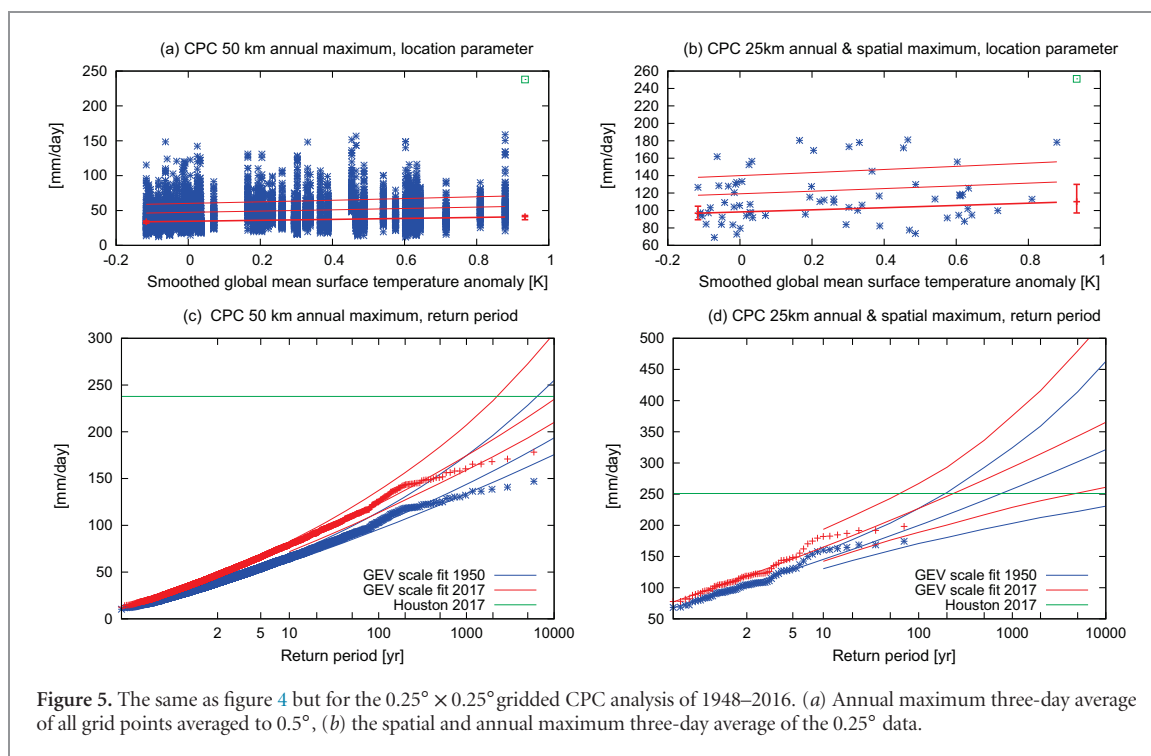 (a) CPC 50 km annual maximum, location parameter
250
200
150
100
50
0
[mm/day]
-0.2 0 0.2 0.4 0.6 0.8 1
Smoothed global mean surface temperature anomaly [K]
(b) CPC 25km annual & spatial maximum, location parameter
260
240
220
200
180
160
140
120
100
80
60
[mm/day]
-0.2 0 0.2 0.4 0.6 0.8 1
Smoothed global mean surface temperature anomaly [K]
(c) CPC 50 km annual maximum, return period
300
250
200
150
100
50
0
[mm/day]
GEV scale fit 1950
GEV scale fit 2017
Houston 2017
2 5 10 100 1000 10000
Return period [yr]
(d) CPC 25km annual & spatial maximum, return period
500
450
400
350
300
250
200
150
100
50
[mm/day]
GEV scale fit 1950
GEV scale fit 2017
Houston 2017
2 5 10 100 1000 10000
Return period [yr]
Figure 5. The same as figure 4 but for the 0.25° × 0.25°gridded CPC analysis of 1948–2016. (a) Annual maximum three-day average
of all grid points averaged to 0.5°, (b) the spatial and annual maximum three-day average of the 0.25° data.